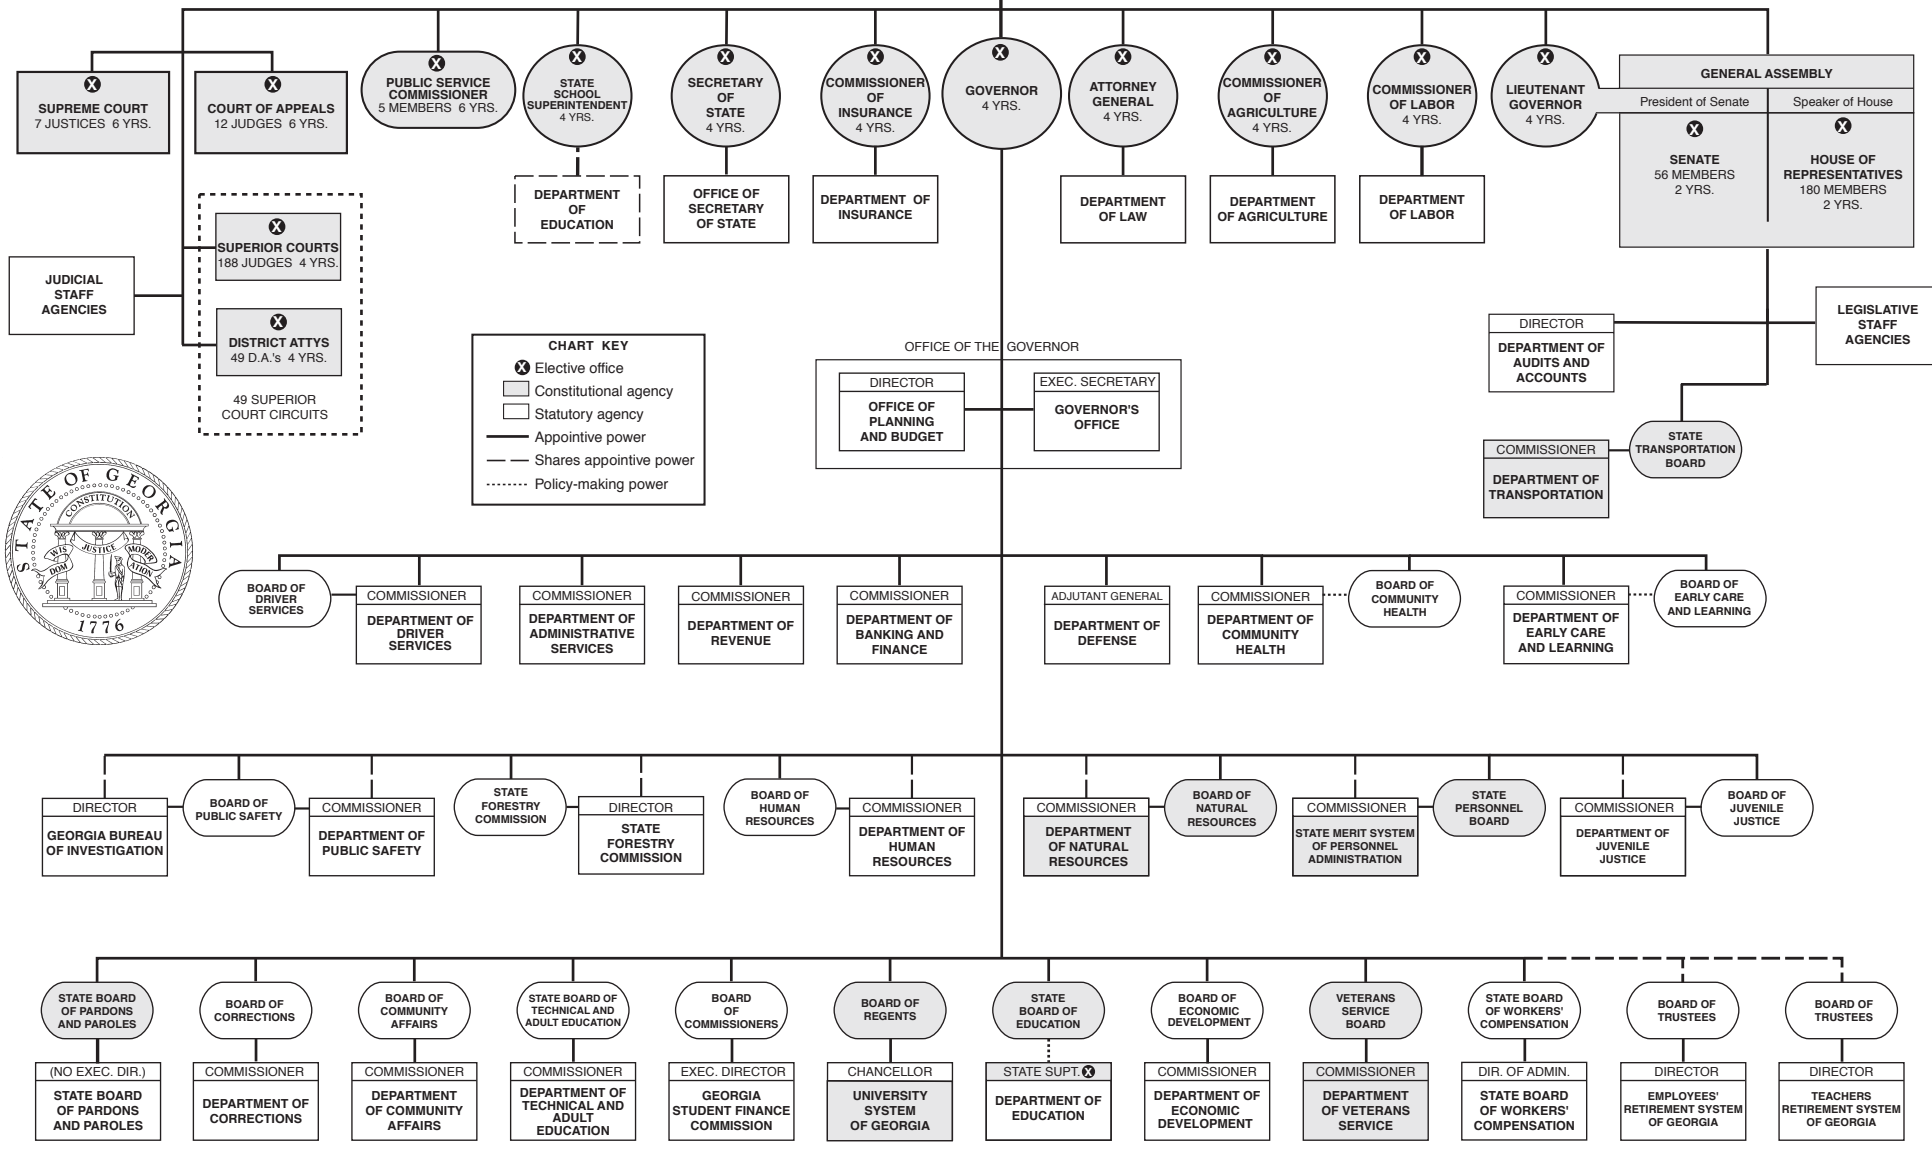 SUPREME COURT
7 JUSTICES 6 YRS.
COURT OF APPEALS
12 JUDGES 6 YRS.
PUBLIC SERVICE
COMMISSIONER
5 MEMBERS 6 YRS.
STATE
SCHOOL
SUPERINTENDENT
4 YRS.
SECRETARY
OF
STATE
4 YRS.
COMMISSIONER
OF
INSURANCE
4 YRS.
GOVERNOR
4 YRS.
ATTORNEY
GENERAL
4 YRS.
COMMISSIONER
OF
AGRICULTURE
4 YRS.
COMMISSIONER
OF LABOR
4 YRS.
LIEUTENANT
GOVERNOR
4 YRS.
GENERAL ASSEMBLY
President of Senate
Speaker of House
SENATE
56 MEMBERS
2 YRS.
HOUSE OF
REPRESENTATIVES
180 MEMBERS
2 YRS.
DEPARTMENT
OF
EDUCATION
OFFICE OF
SECRETARY
OF STATE
DEPARTMENT OF
INSURANCE
DEPARTMENT
OF LAW
DEPARTMENT
OF AGRICULTURE
DEPARTMENT
OF LABOR
SUPERIOR COURTS
188 JUDGES 4 YRS.
JUDICIAL
STAFF
AGENCIES
DISTRICT ATTYS
49 D.A.'s 4 YRS.
49 SUPERIOR
COURT CIRCUITS
CHART KEY
X Elective office
Constitutional agency
Statutory agency
Appointive power
Shares appointive power
Policy-making power
OFFICE OF THE GOVERNOR
DIRECTOR
OFFICE OF
PLANNING
AND BUDGET
EXEC. SECRETARY
GOVERNOR'S
OFFICE
DIRECTOR
DEPARTMENT OF
AUDITS AND
ACCOUNTS
LEGISLATIVE
STAFF
AGENCIES
COMMISSIONER
DEPARTMENT OF
TRANSPORTATION
STATE
TRANSPORTATION
BOARD
STATE OF GEORGIA
CONSTITUTION
WISDOM
JUSTICE
MODERATION
1776
BOARD OF
DRIVER
SERVICES
COMMISSIONER
DEPARTMENT OF
DRIVER
SERVICES
COMMISSIONER
DEPARTMENT OF
ADMINISTRATIVE
SERVICES
COMMISSIONER
DEPARTMENT OF
REVENUE
COMMISSIONER
DEPARTMENT OF
BANKING AND
FINANCE
ADJUTANT GENERAL
DEPARTMENT OF
DEFENSE
COMMISSIONER
DEPARTMENT OF
COMMUNITY
HEALTH
BOARD OF
COMMUNITY
HEALTH
COMMISSIONER
DEPARTMENT OF
EARLY CARE
AND LEARNING
BOARD OF
EARLY CARE
AND LEARNING
DIRECTOR
GEORGIA BUREAU
OF INVESTIGATION
BOARD OF
PUBLIC SAFETY
COMMISSIONER
DEPARTMENT OF
PUBLIC SAFETY
STATE
FORESTRY
COMMISSION
DIRECTOR
STATE
FORESTRY
COMMISSION
BOARD OF
HUMAN
RESOURCES
COMMISSIONER
DEPARTMENT OF
HUMAN
RESOURCES
COMMISSIONER
DEPARTMENT
OF NATURAL
RESOURCES
BOARD OF
NATURAL
RESOURCES
COMMISSIONER
STATE MERIT SYSTEM
OF PERSONNEL
ADMINISTRATION
STATE
PERSONNEL
BOARD
COMMISSIONER
DEPARTMENT OF
JUVENILE
JUSTICE
BOARD OF
JUVENILE
JUSTICE
STATE BOARD
OF PARDONS
AND PAROLES
BOARD OF
CORRECTIONS
BOARD OF
COMMUNITY
AFFAIRS
STATE BOARD OF
TECHNICAL AND
ADULT EDUCATION
BOARD
OF
COMMISSIONERS
BOARD OF
REGENTS
STATE
BOARD OF
EDUCATION
BOARD OF
ECONOMIC
DEVELOPMENT
VETERANS
SERVICE
BOARD
STATE BOARD
OF WORKERS'
COMPENSATION
BOARD OF
TRUSTEES
BOARD OF
TRUSTEES
(NO EXEC. DIR.)
STATE BOARD
OF PARDONS
AND PAROLES
COMMISSIONER
DEPARTMENT OF
CORRECTIONS
COMMISSIONER
DEPARTMENT
OF COMMUNITY
AFFAIRS
COMMISSIONER
DEPARTMENT OF
TECHNICAL AND
ADULT
EDUCATION
EXEC. DIRECTOR
GEORGIA
STUDENT FINANCE
COMMISSION
CHANCELLOR
UNIVERSITY
SYSTEM
OF GEORGIA
STATE SUPT. X
DEPARTMENT OF
EDUCATION
COMMISSIONER
DEPARTMENT OF
ECONOMIC
DEVELOPMENT
COMMISSIONER
DEPARTMENT
OF VETERANS
SERVICE
DIR. OF ADMIN.
STATE BOARD
OF WORKERS'
COMPENSATION
DIRECTOR
EMPLOYEES'
RETIREMENT SYSTEM
OF GEORGIA
DIRECTOR
TEACHERS
RETIREMENT SYSTEM
OF GEORGIA